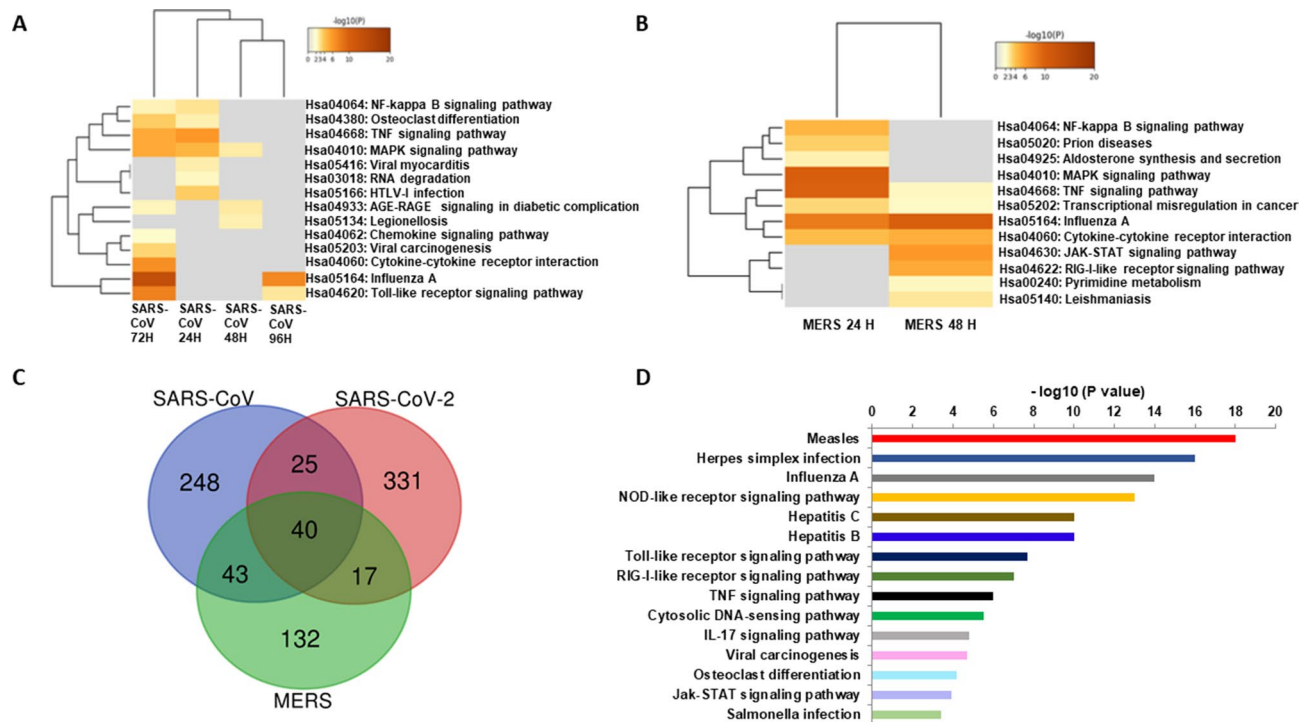 A
-log10(P)
0 2 3 4 6 10 20
Hsa04064: NF-kappa B signaling pathway
Hsa04380: Osteoclast differentiation
Hsa04668: TNF signaling pathway
Hsa04010: MAPK signaling pathway
Hsa05416: Viral myocarditis
Hsa03018: RNA degradation
Hsa05166: HTLV-I infection
Hsa04933: AGE-RAGE signaling in diabetic complication
Hsa05134: Legionellosis
Hsa04062: Chemokine signaling pathway
Hsa05203: Viral carcinogenesis
Hsa04060: Cytokine-cytokine receptor interaction
Hsa05164: Influenza A
Hsa04620: Toll-like receptor signaling pathway
SARS-CoV 72H
SARS-CoV 24H
SARS-CoV 48H
SARS-CoV 96H
B
-log10(P)
0 2 3 4 6 10 20
Hsa04064: NF-kappa B signaling pathway
Hsa05020: Prion diseases
Hsa04925: Aldosterone synthesis and secretion
Hsa04010: MAPK signaling pathway
Hsa04668: TNF signaling pathway
Hsa05202: Transcriptional misregulation in cancer
Hsa05164: Influenza A
Hsa04060: Cytokine-cytokine receptor interaction
Hsa04630: JAK-STAT signaling pathway
Hsa04622: RIG-I-like receptor signaling pathway
Hsa00240: Pyrimidine metabolism
Hsa05140: Leishmaniasis
MERS 24 H
MERS 48 H
C
SARS-CoV
SARS-CoV-2
248
25
331
40
43
17
132
MERS
D
- log10 (P value)
0 2 4 6 8 10 12 14 16 18 20
Measles
Herpes simplex infection
Influenza A
NOD-like receptor signaling pathway
Hepatitis C
Hepatitis B
Toll-like receptor signaling pathway
RIG-I-like receptor signaling pathway
TNF signaling pathway
Cytosolic DNA-sensing pathway
IL-17 signaling pathway
Viral carcinogenesis
Osteoclast differentiation
Jak-STAT signaling pathway
Salmonella infection